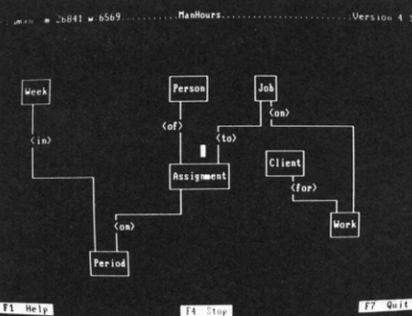 m 26841 w 6569 ManHours Version 4
Week Person Job
<on>
<in> <of> <to>
Client
Assignment
<for>
<on> Work
Period
F1 Help F4 Stop F7 Quit